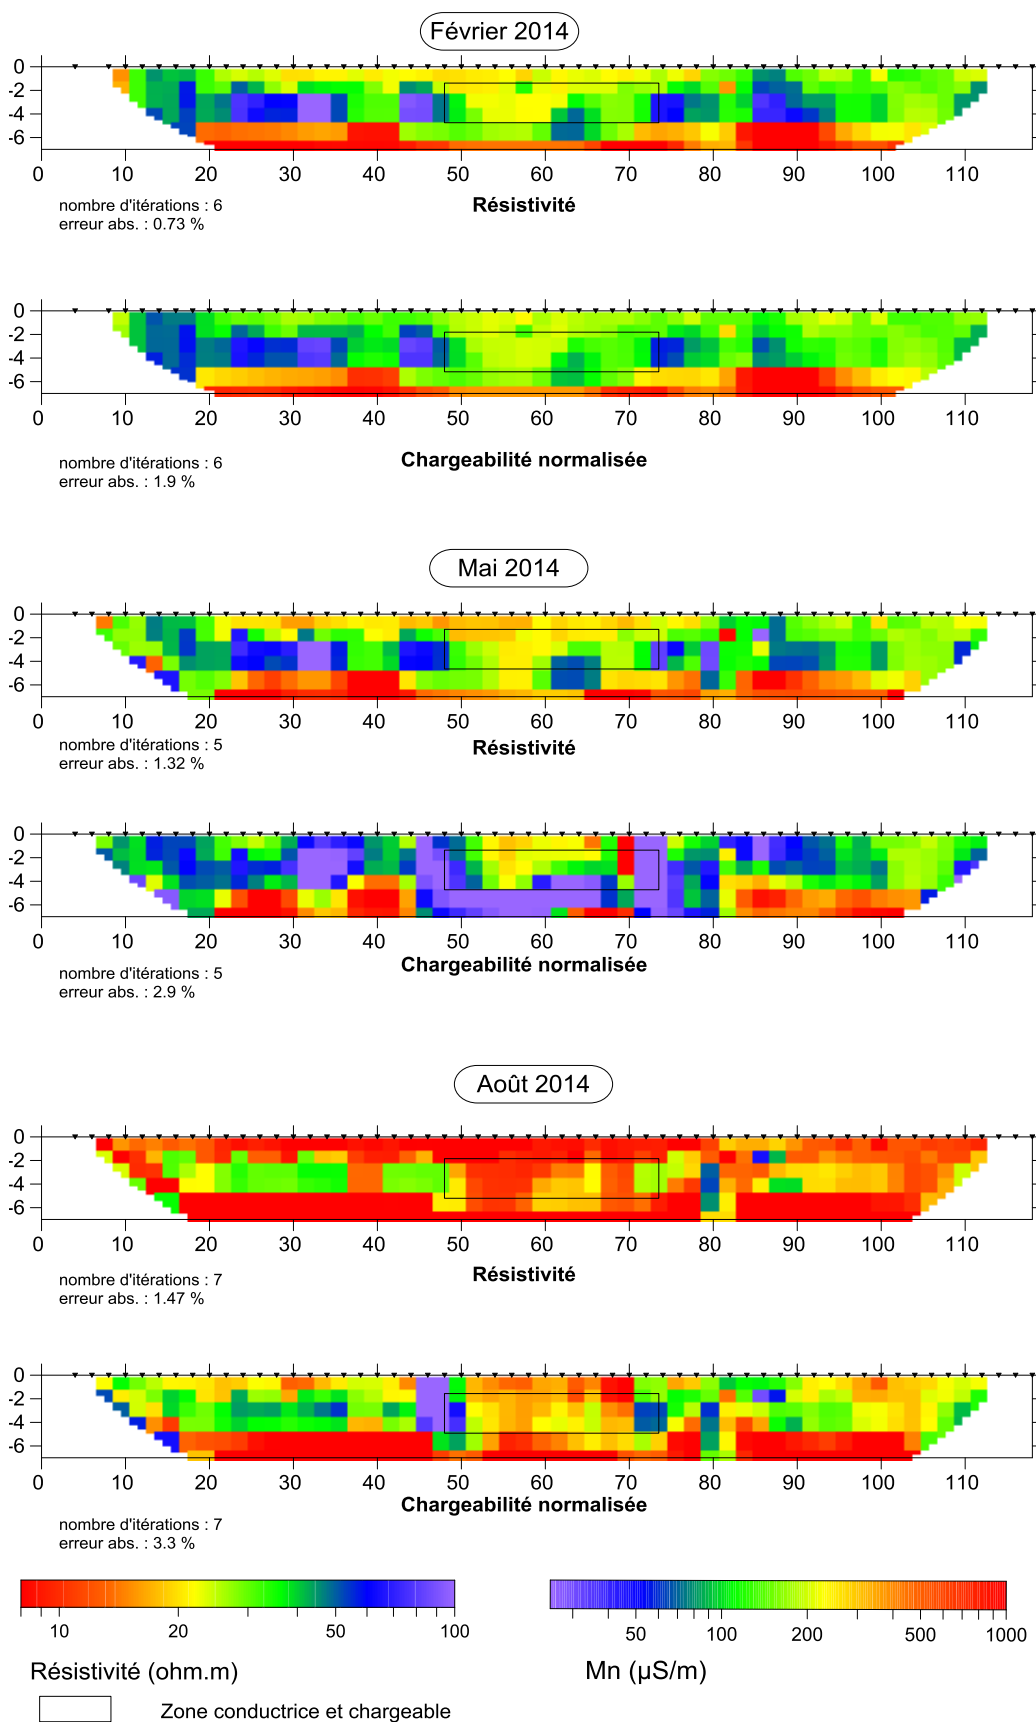 Février 2014
0
-2
-4
-6
0 10 20 30 40 50 60 70 80 90 100 110
nombre d'itérations : 6
erreur abs. : 0.73 %
Résistivité
0
-2
-4
-6
0 10 20 30 40 50 60 70 80 90 100 110
nombre d'itérations : 6
erreur abs. : 1.9 %
Chargeabilité normalisée
Mai 2014
0
-2
-4
-6
0 10 20 30 40 50 60 70 80 90 100 110
nombre d'itérations : 5
erreur abs. : 1.32 %
Résistivité
0
-2
-4
-6
0 10 20 30 40 50 60 70 80 90 100 110
nombre d'itérations : 5
erreur abs. : 2.9 %
Chargeabilité normalisée
Août 2014
0
-2
-4
-6
0 10 20 30 40 50 60 70 80 90 100 110
nombre d'itérations : 7
erreur abs. : 1.47 %
Résistivité
0
-2
-4
-6
0 10 20 30 40 50 60 70 80 90 100 110
nombre d'itérations : 7
erreur abs. : 3.3 %
Chargeabilité normalisée
10 20 50 100
Résistivité (ohm.m)
50 100 200 500 1000
Mn (µS/m)
Zone conductrice et chargeable